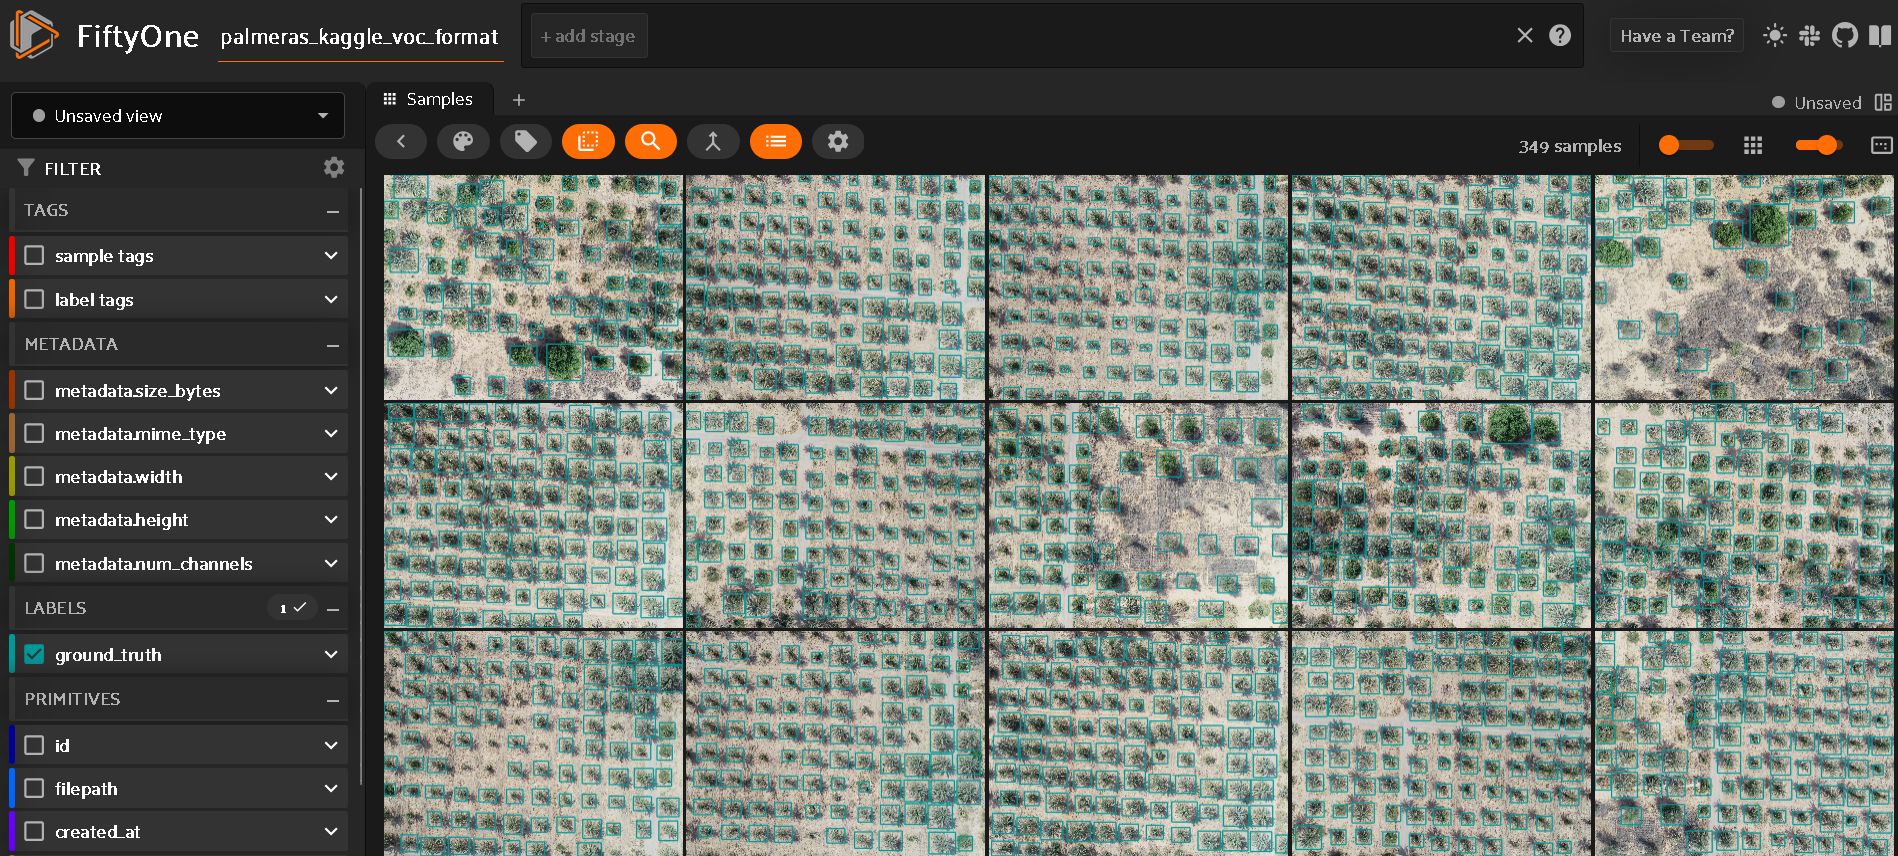 FiftyOne
palmeras_kaggle_voc_format
+ add stage
Have a Team?
Unsaved view
Samples
Unsaved
FILTER
349 samples
TAGS
sample tags
label tags
METADATA
metadata.size_bytes
metadata.mime_type
metadata.width
metadata.height
metadata.num_channels
LABELS
1
ground_truth
PRIMITIVES
id
filepath
created_at